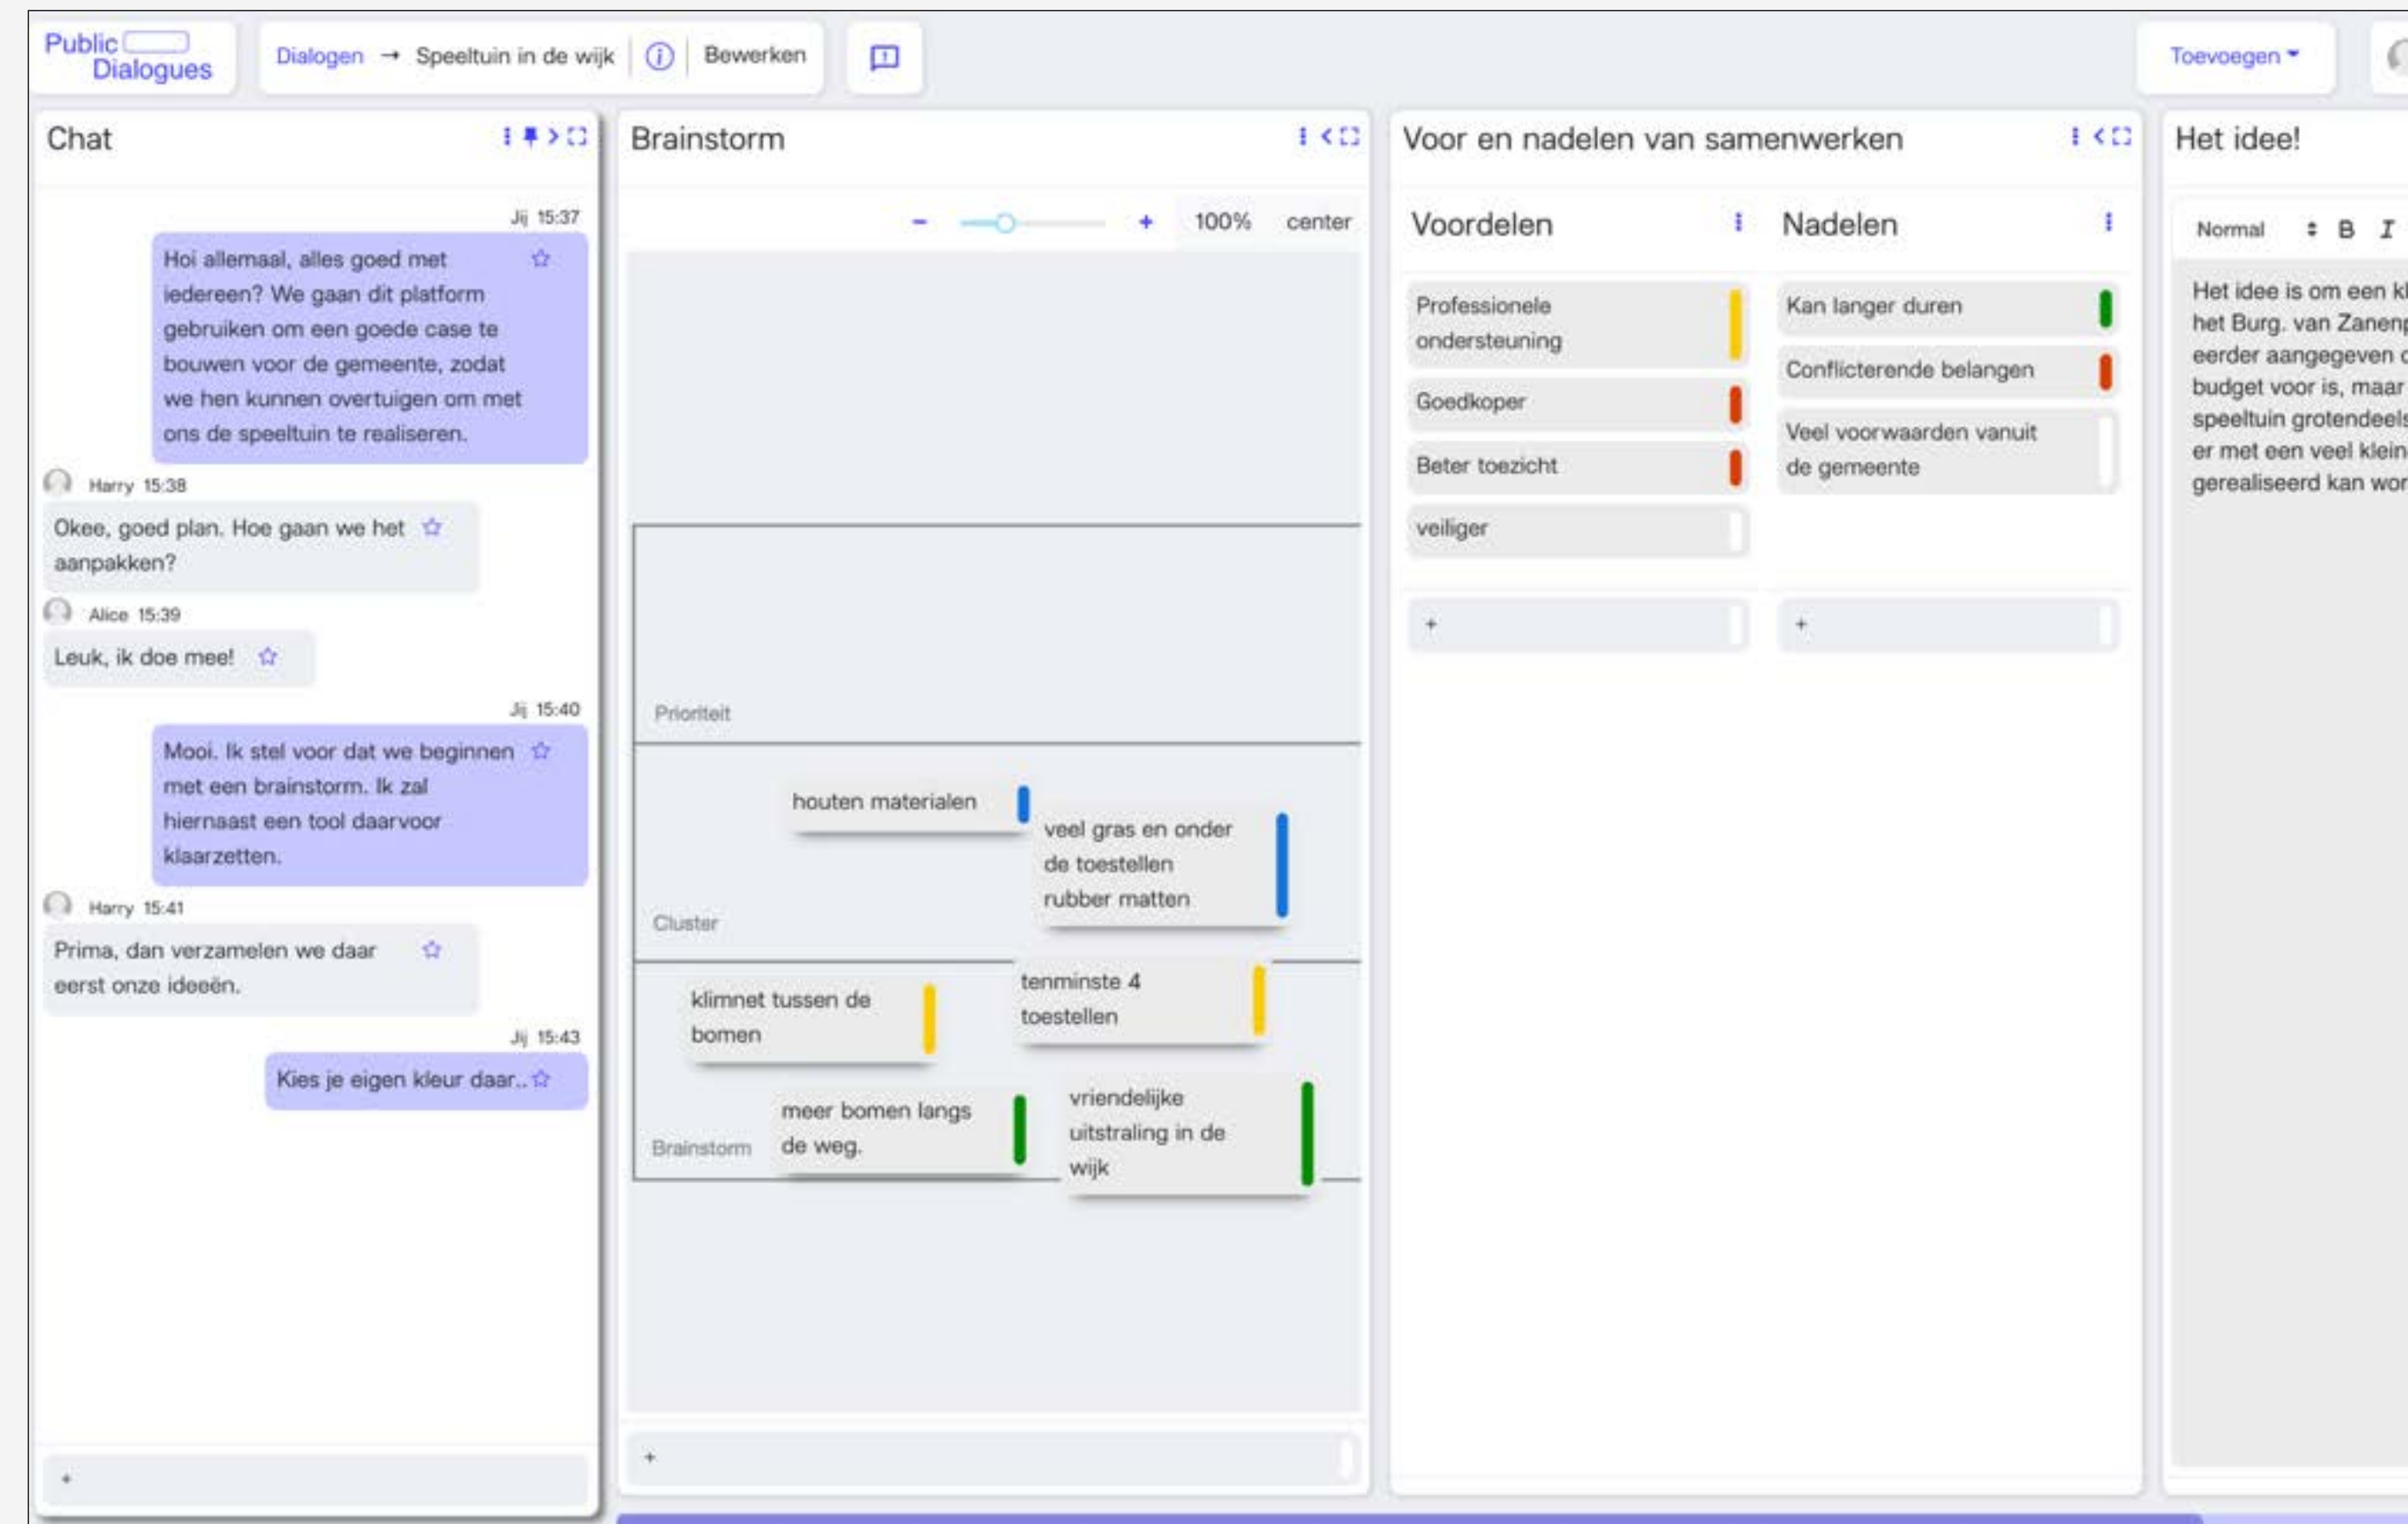 Public
Dialogues
Dialogen → Speeltuin in de wijk
Bewerken
Toevoegen
Chat
Jij 15:37
Hoi allemaal, alles goed met
iedereen? We gaan dit platform
gebruiken om een goede case te
bouwen voor de gemeente, zodat
we hen kunnen overtuigen om met
ons de speeltuin te realiseren.
Harry 15:38
Okee, goed plan. Hoe gaan we het
aanpakken?
Alice 15:39
Leuk, ik doe mee!
Jij 15:40
Mooi. Ik stel voor dat we beginnen
met een brainstorm. Ik zal
hiernaast een tool daarvoor
klaarzetten.
Harry 15:41
Prima, dan verzamelen we daar
eerst onze ideeën.
Jij 15:43
Kies je eigen kleur daar..
+
Brainstorm
- + 100% center
Prioriteit
houten materialen
veel gras en onder
de toestellen
rubber matten
Cluster
klimnet tussen de
bomen
tenminste 4
toestellen
meer bomen langs
de weg.
vriendelijke
uitstraling in de
wijk
Brainstorm
+
Voor en nadelen van samenwerken
Voordelen
Professionele
ondersteuning
Goedkoper
Beter toezicht
veiliger
+
Nadelen
Kan langer duren
Conflicterende belangen
Veel voorwaarden vanuit
de gemeente
+
Het idee!
Normal B I
Het idee is om een
het Burg. van
eerder aangegeven
budget voor is, maar
speeltuin
er met een veel
gerealiseerd kan